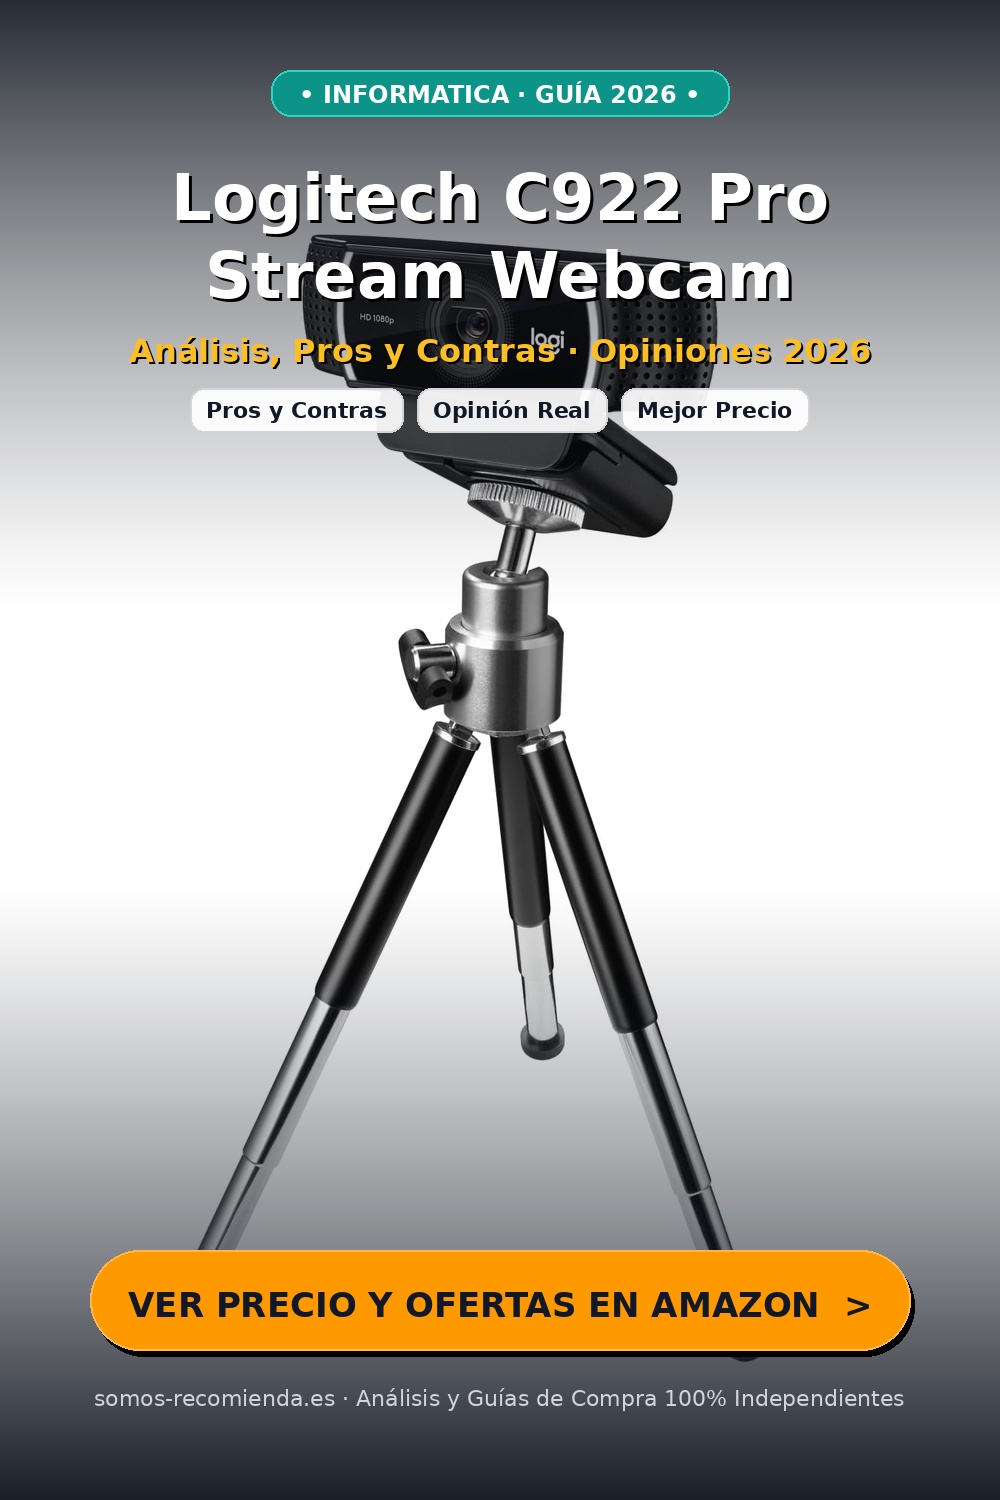 • INFORMATICA · GUÍA 2026 •
Logitech C922 Pro
Stream Webcam
HD 1080p
logi
Análisis, Pros y Contras · Opiniones 2026
Pros y Contras
Opinión Real
Mejor Precio
VER PRECIO Y OFERTAS EN AMAZON >
somos-recomienda.es · Análisis y Guías de Compra 100% Independientes